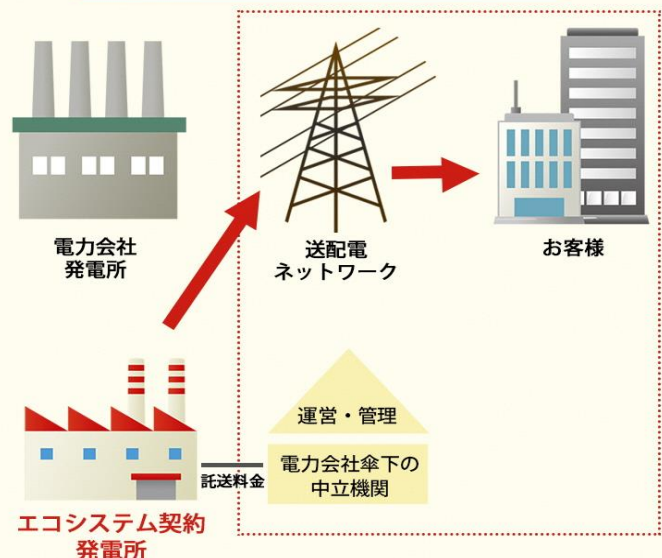 電力会社
発電所
送配電
ネットワーク
お客様
運営・管理
電力会社傘下の
中立機関
託送料金
エコシステム契約
発電所